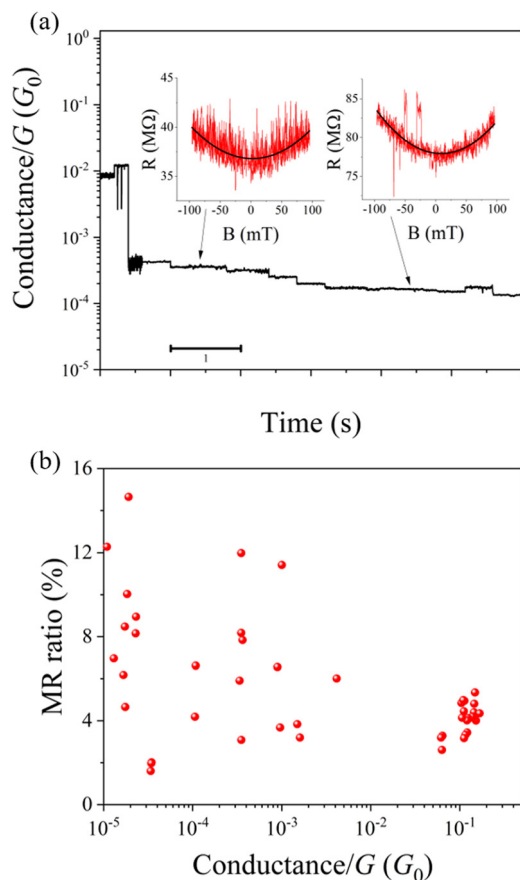 (a)
Conductance/G (G₀)
10⁰
10⁻¹
10⁻²
10⁻³
10⁻⁴
10⁻⁵
R (MΩ)
45
40
35
-100 -50 0 50 100
B (mT)
R (MΩ)
85
80
75
-100 -50 0 50 100
B (mT)
1
Time (s)
(b)
MR ratio (%)
16
12
8
4
0
10⁻⁵ 10⁻⁴ 10⁻³ 10⁻² 10⁻¹
Conductance/G (G₀)